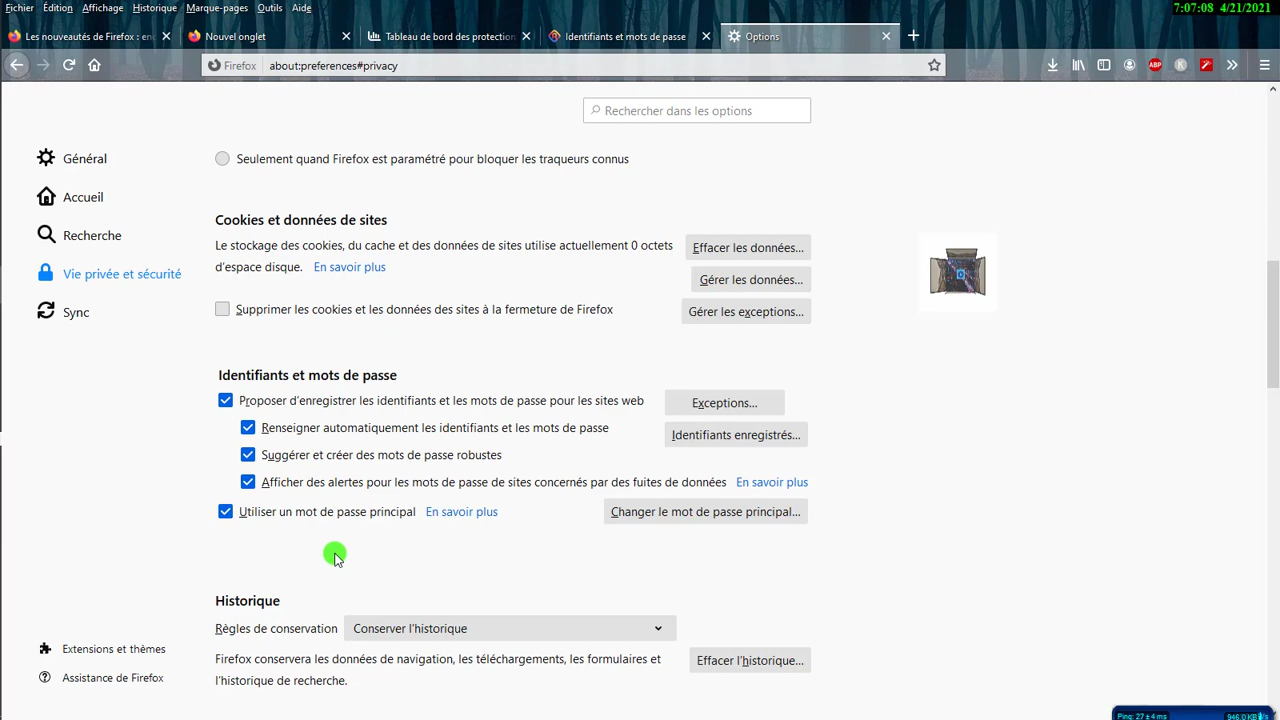 Fichier Édition Affichage Historique Marque-pages Outils Aide
7:07:08 4/21/2021
Les nouveautés de Firefox : en
Nouvel onglet
Tableau de bord des protection
Identifiants et mots de passe
Options
Firefox about:preferences#privacy
ABP
K
Rechercher dans les options
Général
Accueil
Recherche
Vie privée et sécurité
Sync
Extensions et thèmes
Assistance de Firefox
Seulement quand Firefox est paramétré pour bloquer les traqueurs connus
Cookies et données de sites
Le stockage des cookies, du cache et des données de sites utilise actuellement 0 octets
d'espace disque. En savoir plus
Effacer les données...
Gérer les données...
Supprimer les cookies et les données des sites à la fermeture de Firefox
Gérer les exceptions...
Identifiants et mots de passe
Proposer d'enregistrer les identifiants et les mots de passe pour les sites web
Exceptions...
Renseigner automatiquement les identifiants et les mots de passe
Identifiants enregistrés...
Suggérer et créer des mots de passe robustes
Afficher des alertes pour les mots de passe de sites concernés par des fuites de données En savoir plus
Utiliser un mot de passe principal En savoir plus
Changer le mot de passe principal...
Historique
Règles de conservation Conserver l'historique
Firefox conservera les données de navigation, les téléchargements, les formulaires et
l'historique de recherche.
Effacer l'historique...
Ping: 27 ± 4 ms